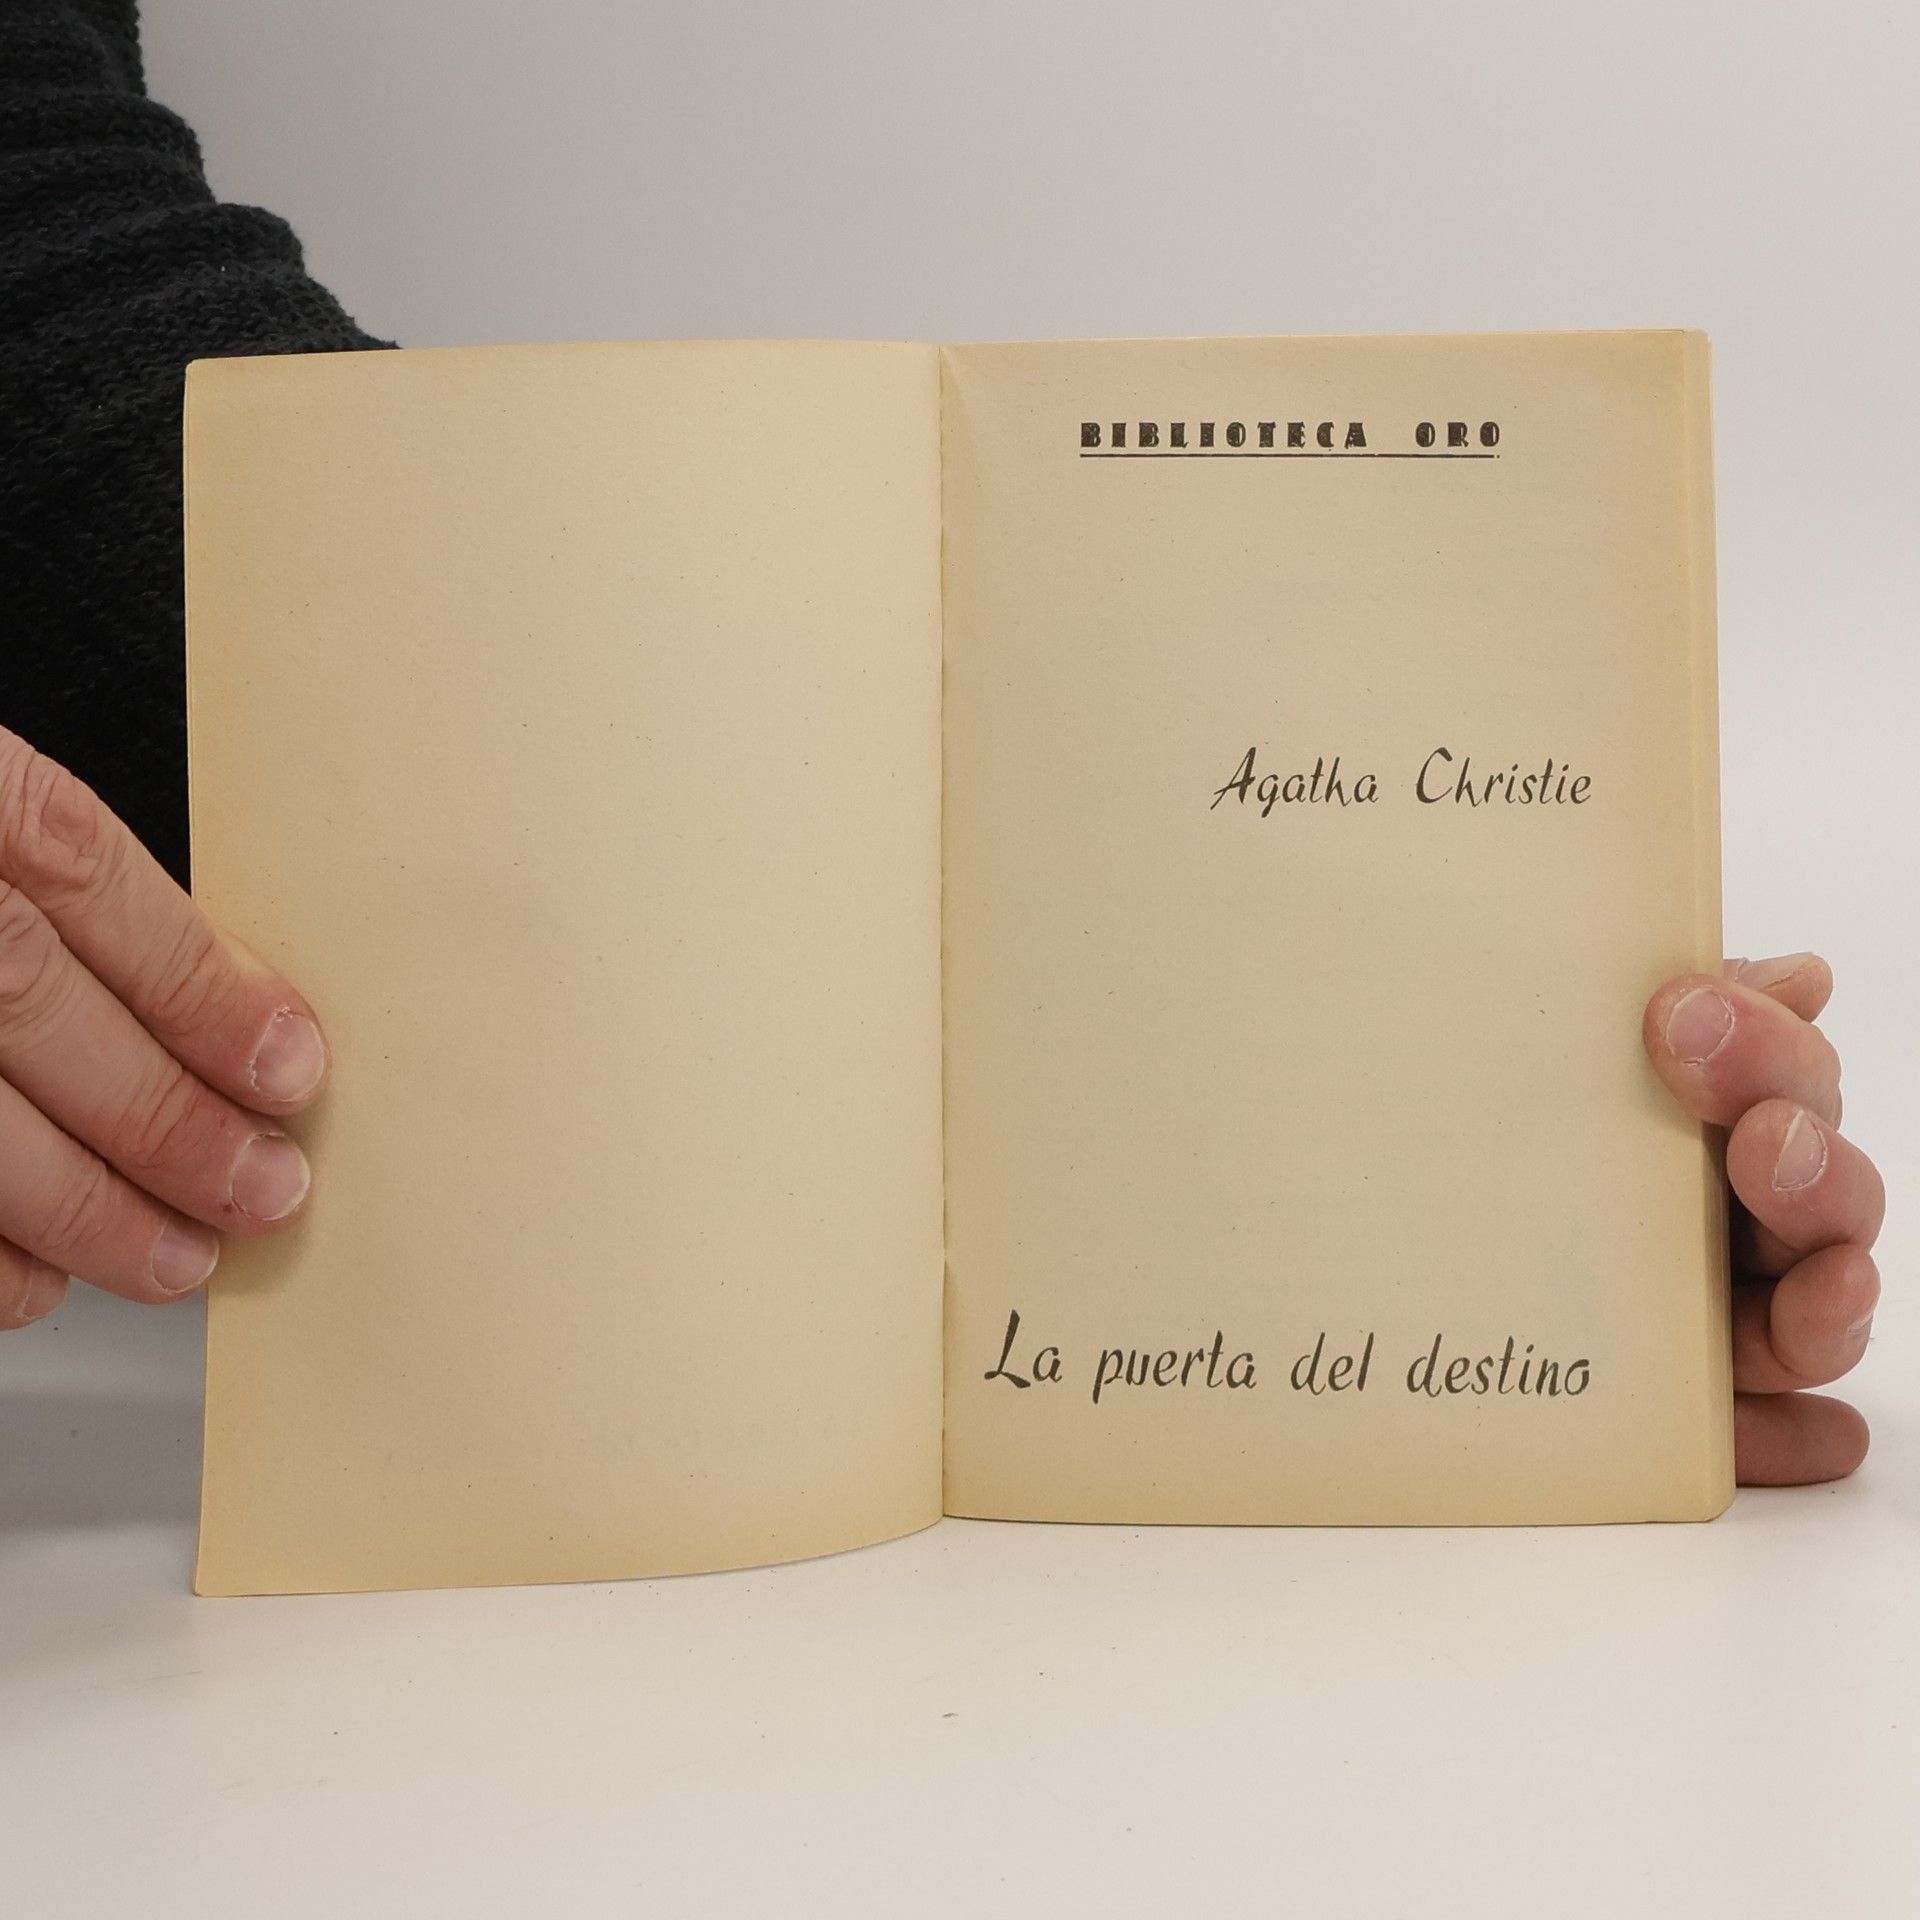 BIBLIOTECA ORO
Agatha Christie
La puerta del destino